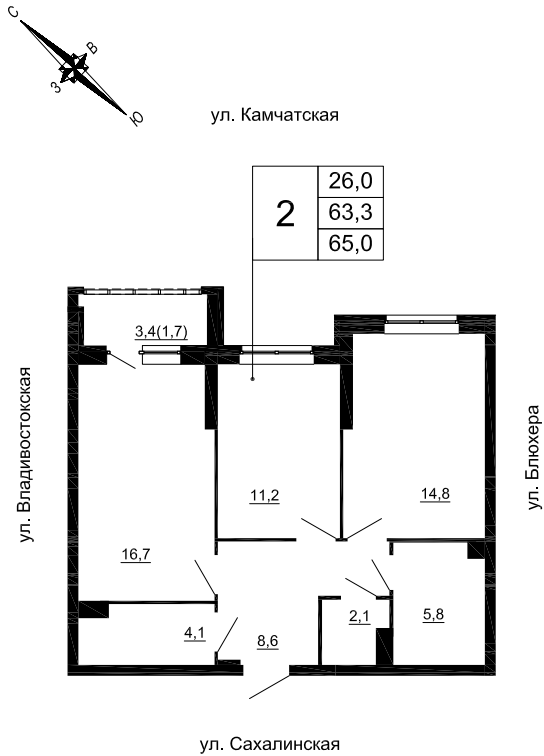 С
В
З
Ю
ул. Камчатская
2
26,0
63,3
65,0
3,4(1,7)
ул. Владивостокская
ул. Блюхера
11,2
14,8
16,7
4,1
8,6
2,1
5,8
ул. Сахалинская